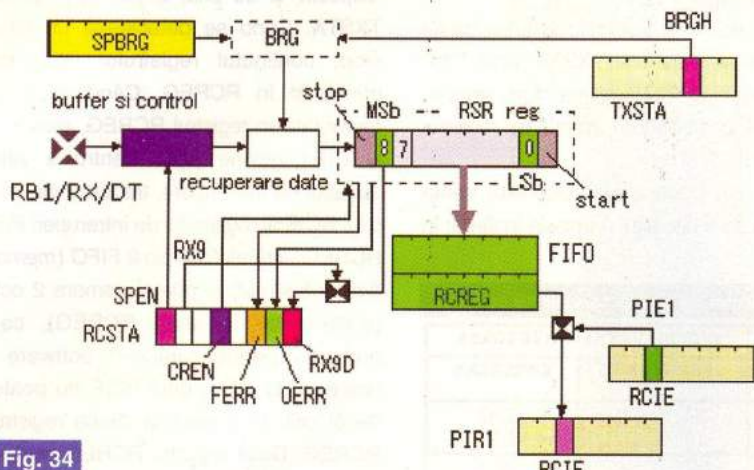 SPBRG
BRG
BRGH
TXSTA
buffer si control
stop
MSb
RSR reg
8 7
0
RB1/RX/DT
recuperare date
LSb
start
RX9
FIFO
SPEN
RCREG
PIE1
RCSTA
RX9D
CREN
FERR
OERR
RCIE
PIR1
RCIF
Fig. 34